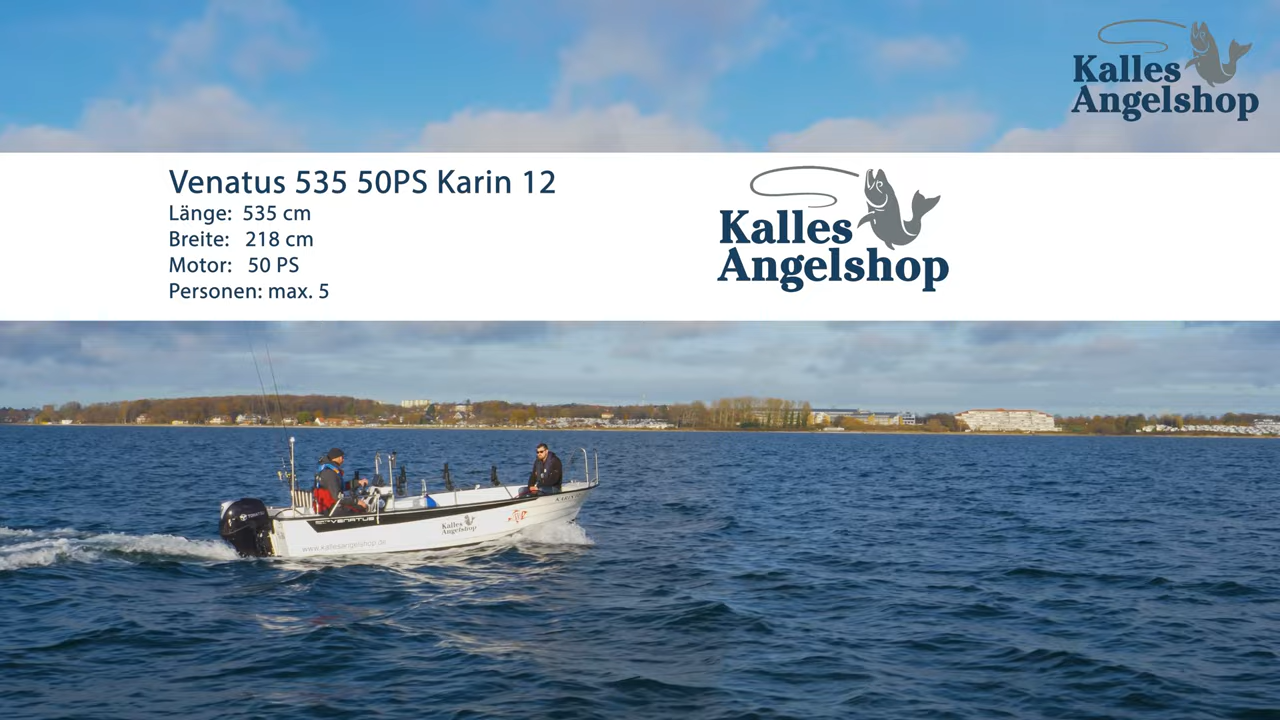 Kalles
Angelshop
Venatus 535 50PS Karin 12
Länge: 535 cm
Breite: 218 cm
Motor: 50 PS
Personen: max. 5
Kalles
Angelshop
VENATUS
Kalles
Angelshop
www.kallesangelshop.de